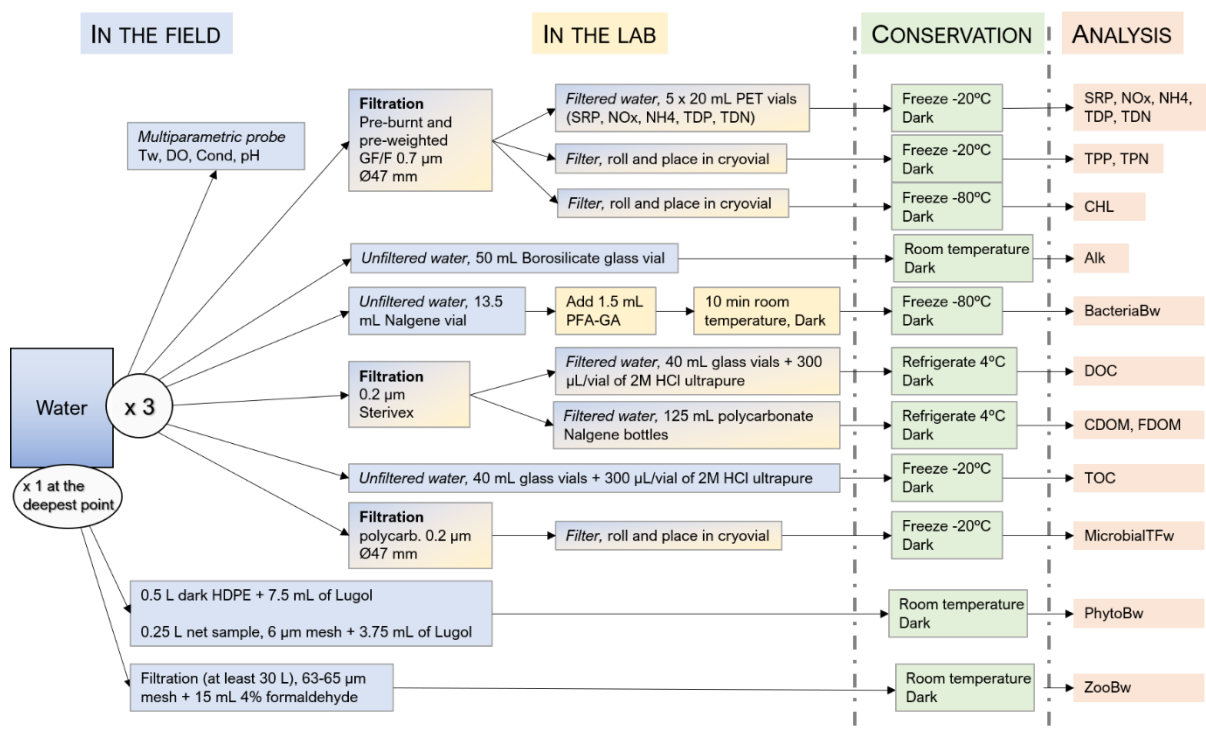 IN THE FIELD
IN THE LAB
CONSERVATION
ANALYSIS
Multiparametric probe
Tw, DO, Cond, pH
Filtration
Pre-burnt and
pre-weighted
GF/F 0.7 µm
Ø47 mm
Filtered water, 5 x 20 mL PET vials
(SRP, NOx, NH4, TDP, TDN)
Freeze -20ºC
Dark
SRP, NOx, NH4,
TDP, TDN
Filter, roll and place in cryovial
Freeze -20ºC
Dark
TPP, TPN
Filter, roll and place in cryovial
Freeze -80ºC
Dark
CHL
Unfiltered water, 50 mL Borosilicate glass vial
Room temperature
Dark
Alk
Unfiltered water, 13.5
mL Nalgene vial
Add 1.5 mL
PFA-GA
10 min room
temperature, Dark
Freeze -80ºC
Dark
BacteriaBw
Water
x 3
x 1 at the
deepest point
Filtration
0.2 µm
Sterivex
Filtered water, 40 mL glass vials + 300
µL/vial of 2M HCl ultrapure
Refrigerate 4ºC
Dark
DOC
Filtered water, 125 mL polycarbonate
Nalgene bottles
Refrigerate 4ºC
Dark
CDOM, FDOM
Unfiltered water, 40 mL glass vials + 300 µL/vial of 2M HCl ultrapure
Freeze -20ºC
Dark
TOC
Filtration
polycarb. 0.2 µm
Ø47 mm
Filter, roll and place in cryovial
Freeze -20ºC
Dark
MicrobialTFw
0.5 L dark HDPE + 7.5 mL of Lugol
0.25 L net sample, 6 µm mesh + 3.75 mL of Lugol
Room temperature
Dark
PhytoBw
Filtration (at least 30 L), 63-65 µm
mesh + 15 mL 4% formaldehyde
Room temperature
Dark
ZooBw